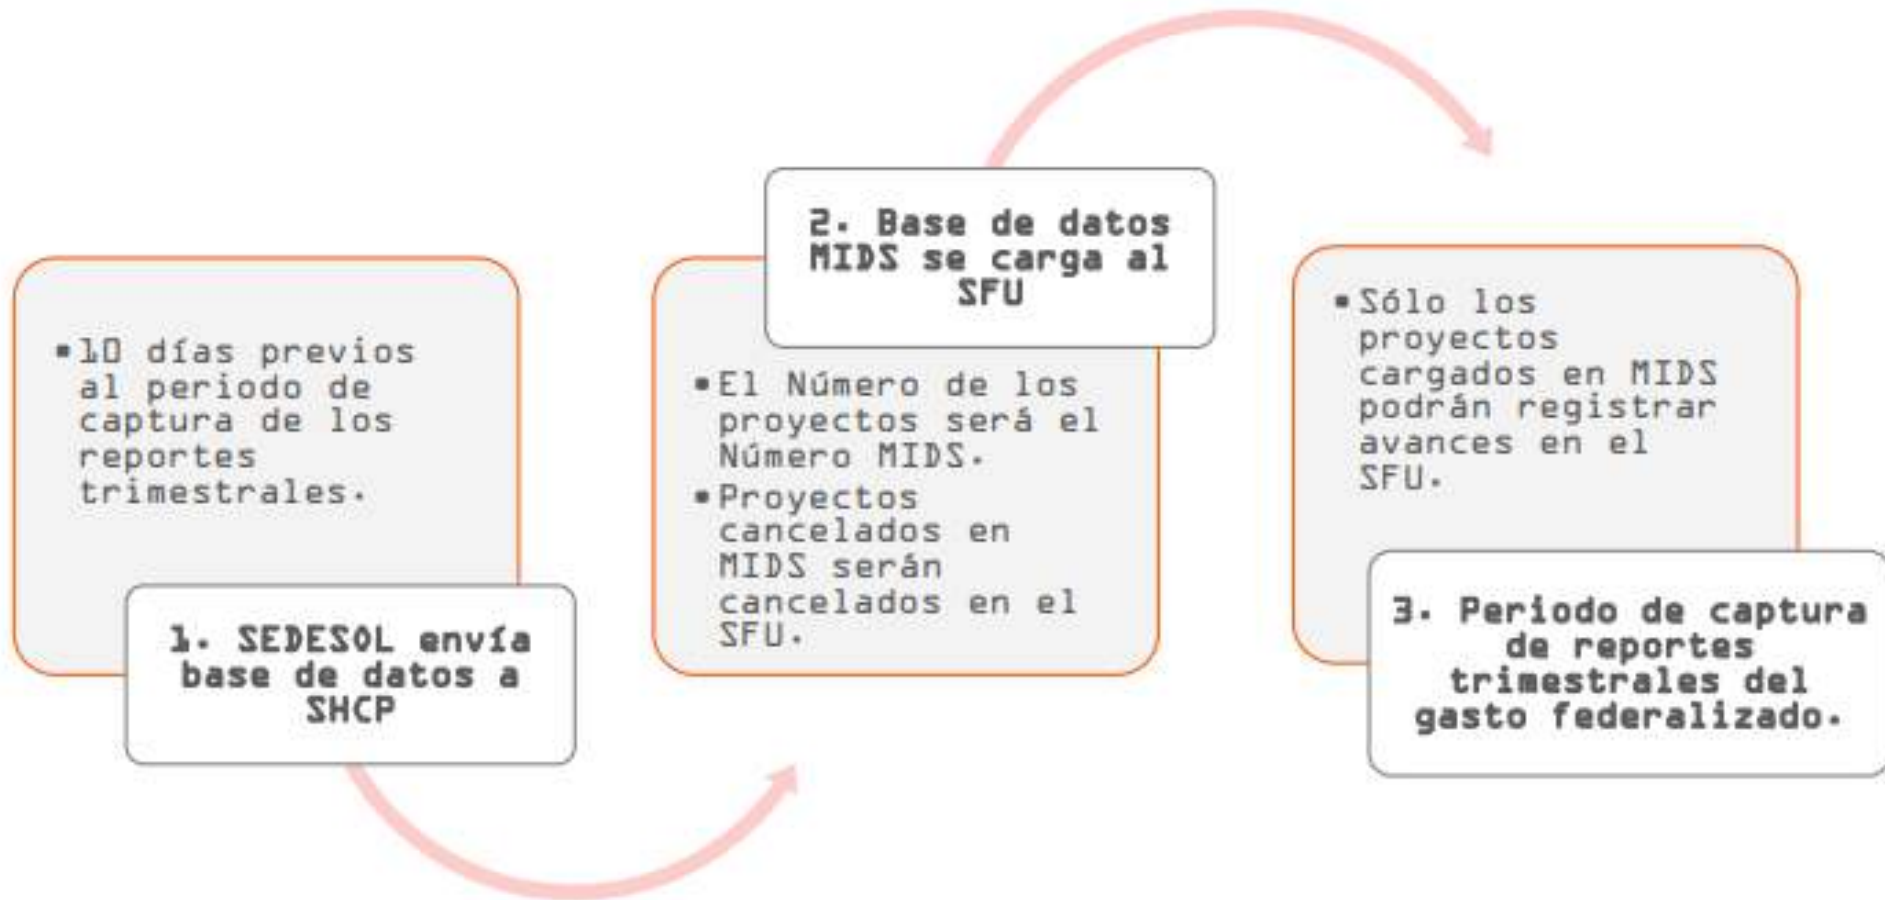 ▪10 días previos
al periodo de
captura de los
reportes
trimestrales.
1. SEDESOL envía
base de datos a
SHCP
2. Base de datos
MIDS se carga al
SFU
▪El Número de los
proyectos será el
Número MIDS.
▪Proyectos
cancelados en
MIDS serán
cancelados en el
SFU.
▪Sólo los
proyectos
cargados en MIDS
podrán registrar
avances en el
SFU.
3. Periodo de captura
de reportes
trimestrales del
gasto federalizado.